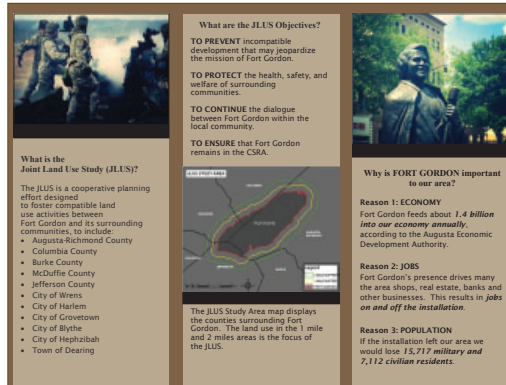 What is the
Joint Land Use Study (JLUS)?
The JLUS is a cooperative planning
effort designed
to foster compatible land
use activities between
Fort Gordon and its surrounding
communities, to include:
• Augusta-Richmond County
• Columbia County
• Burke County
• McDuffie County
• Jefferson County
• City of Wrens
• City of Harlem
• City of Grovetown
• City of Blythe
• City of Hephzibah
• Town of Dearing
What are the JLUS Objectives?
TO PREVENT incompatible
development that may jeopardize
the mission of Fort Gordon.
TO PROTECT the health, safety, and
welfare of surrounding
communities.
TO CONTINUE the dialogue
between Fort Gordon within the
local community.
TO ENSURE that Fort Gordon
remains in the CSRA.
JLUS STUDY AREA
The JLUS Study Area map displays
the counties surrounding Fort
Gordon. The land use in the 1 mile
and 2 miles areas is the focus of
the JLUS.
Why is FORT GORDON important
to our area?
Reason 1: ECONOMY
Fort Gordon feeds about 1.4 billion
into our economy annually,
according to the Augusta Economic
Development Authority.
Reason 2: JOBS
Fort Gordon's presence drives many
the area shops, real estate, banks and
other businesses. This results in jobs
on and off the installation.
Reason 3: POPULATION
If the installation left our area we
would lose 15,717 military and
7,112 civilian residents.